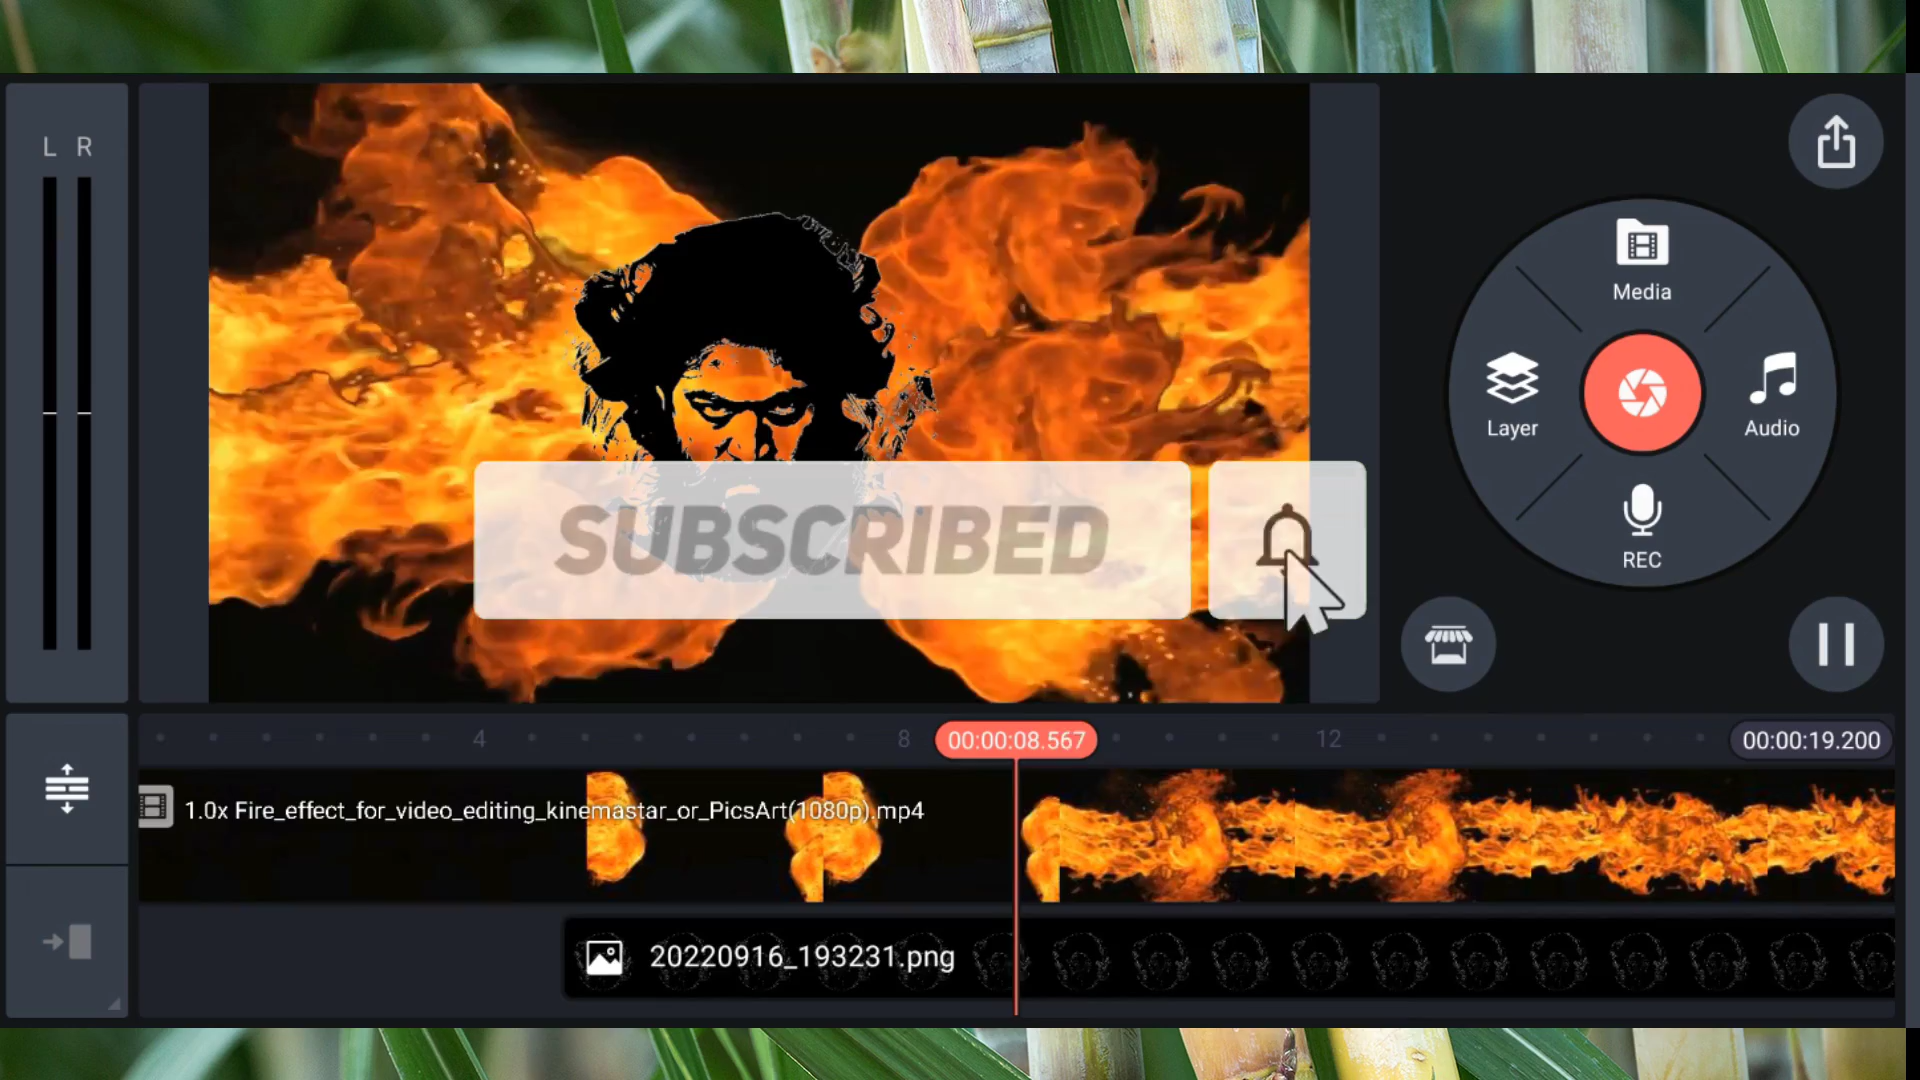 L R
Media
Layer
Audio
REC
SUBSCRIBED
4 8 00:00:08.567 12 00:00:19.200
1.0x Fire_effect_for_video_editing_kinemastar_or_PicsArt(1080p).mp4
20220916_193231.png